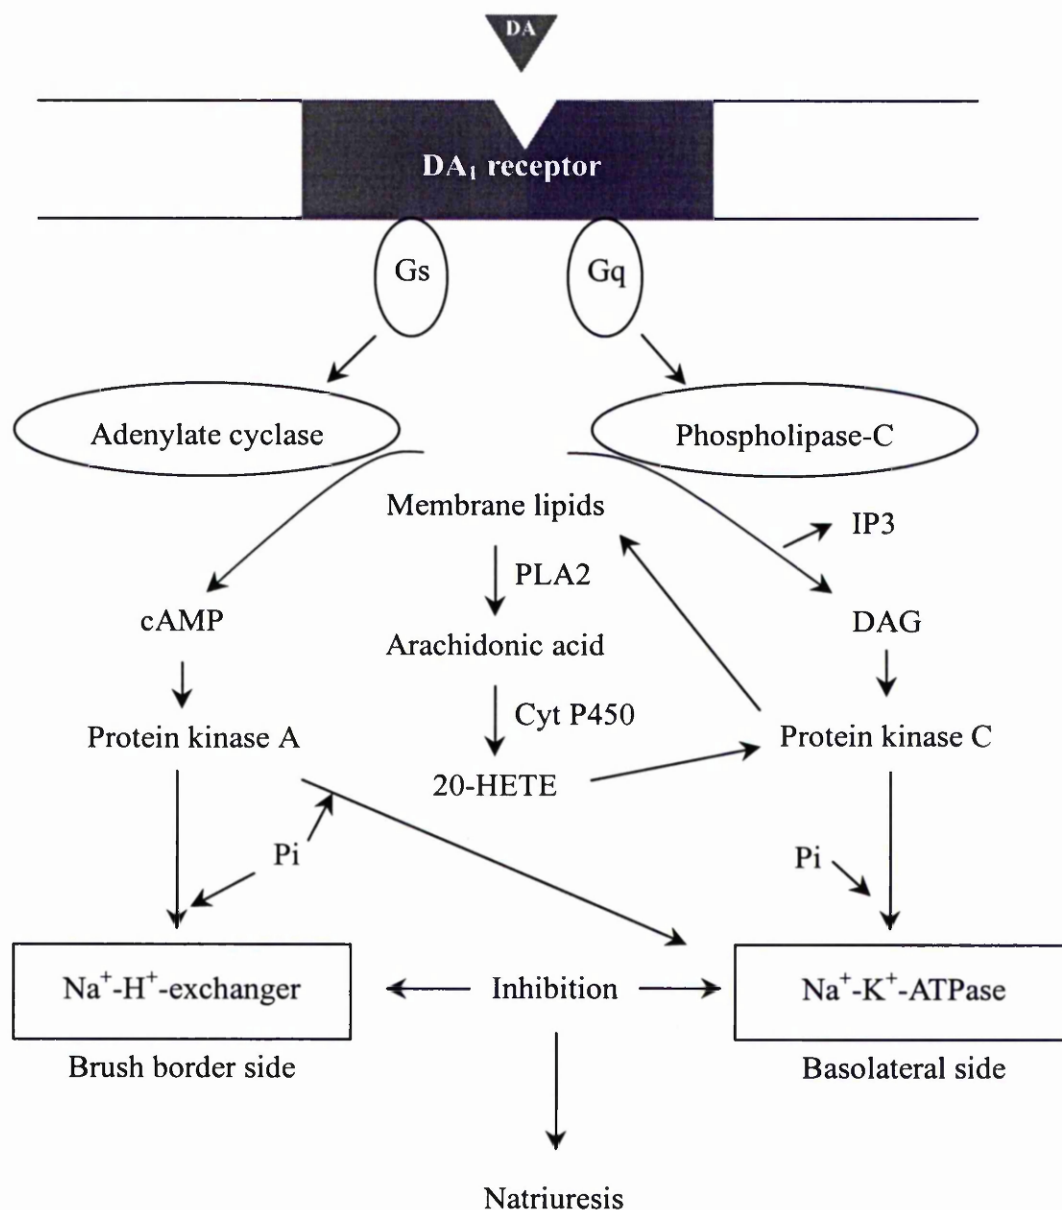 DA
DA₁ receptor
Gs
Gq
Adenylate cyclase
Phospholipase-C
Membrane lipids
IP3
PLA2
cAMP
DAG
Arachidonic acid
Cyt P450
Protein kinase A
Protein kinase C
20-HETE
Pi
Pi
Na⁺-H⁺-exchanger
Inhibition
Na⁺-K⁺-ATPase
Brush border side
Basolateral side
Natriuresis